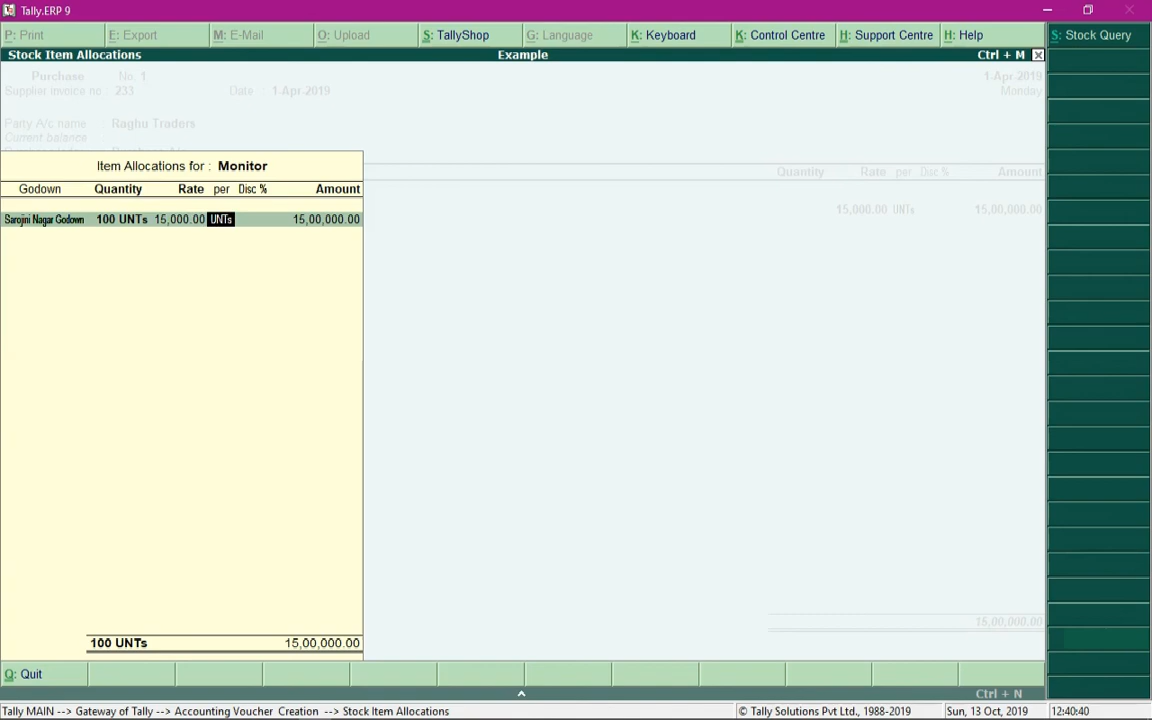 Tally.ERP 9
P: Print E: Export M: E-Mail O: Upload S: TallyShop G: Language K: Keyboard K: Control Centre H: Support Centre H: Help S: Stock Query
Stock Item Allocations Example Ctrl + M
Purchase No. 1 1-Apr-2019
Supplier invoice no.: 233 Date : 1-Apr-2019 Monday
Party A/c name : Raghu Traders
Current balance :
Item Allocations for : Monitor
Quantity Rate per Disc % Amount
Godown Quantity Rate per Disc % Amount
15,000.00 UNTs 15,00,000.00
Sarojini Nagar Godown 100 UNTs 15,000.00 UNTs 15,00,000.00
15,00,000.00
100 UNTs 15,00,000.00
Q: Quit
Ctrl + N
Tally MAIN --> Gateway of Tally --> Accounting Voucher Creation --> Stock Item Allocations © Tally Solutions Pvt Ltd., 1988-2019 Sun, 13 Oct, 2019 12:40:40